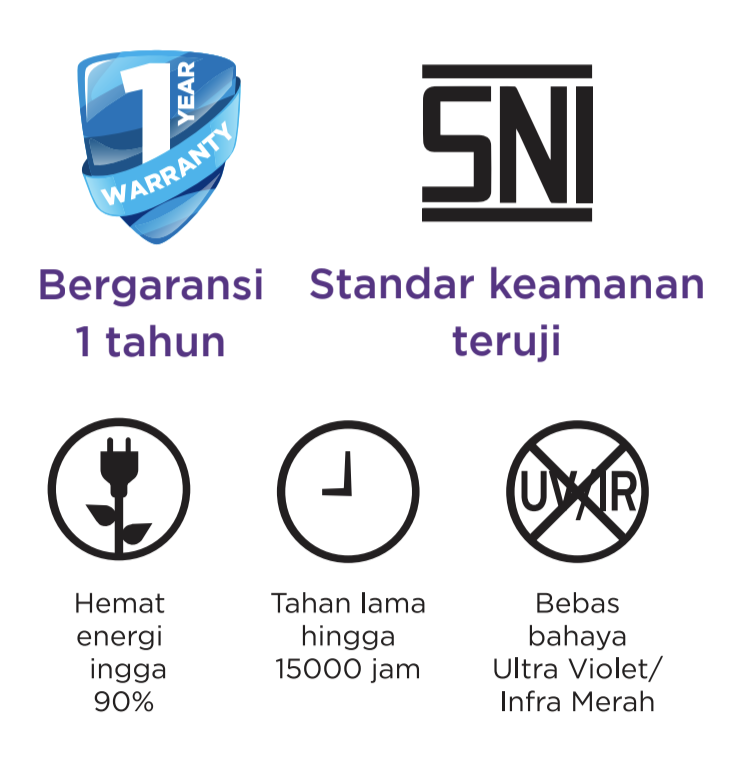 1
YEAR
WARRANTY
SNI
Bergaransi
1 tahun
Standar keamanan
teruji
Hemat
energi
ingga
90%
Tahan lama
hingga
15000 jam
UV/IR
Bebas
bahaya
Ultra Violet/
Infra Merah